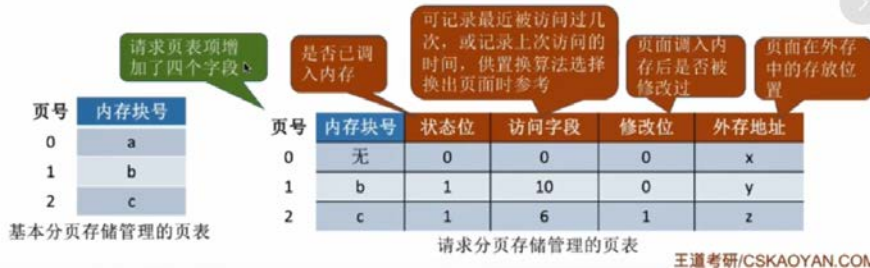 请求页表项增
加了四个字段
是否已调
入内存
可记录最近被访问过几
次，或记录上次访问的
时间，供置换算法选择
换出页面时参考
页面调入内
存后是否被
修改过
页面在外存
中的存放位
置
页号 内存块号
0 a
1 b
2 c
基本分页存储管理的页表
页号 内存块号 状态位 访问字段 修改位 外存地址
0 无 0 0 0 x
1 b 1 10 0 y
2 c 1 6 1 z
请求分页存储管理的页表
王道考研/CSKAOYAN.COM